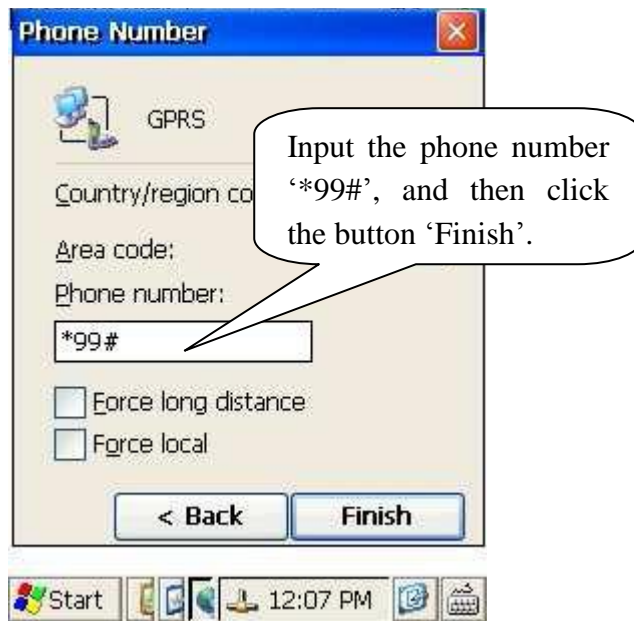 Phone Number
GPRS
Input the phone number
‘*99#’, and then click
the button ‘Finish’.
Country/region co
Area code:
Phone number:
*99#
Force long distance
Force local
< Back
Finish
Start
12:07 PM